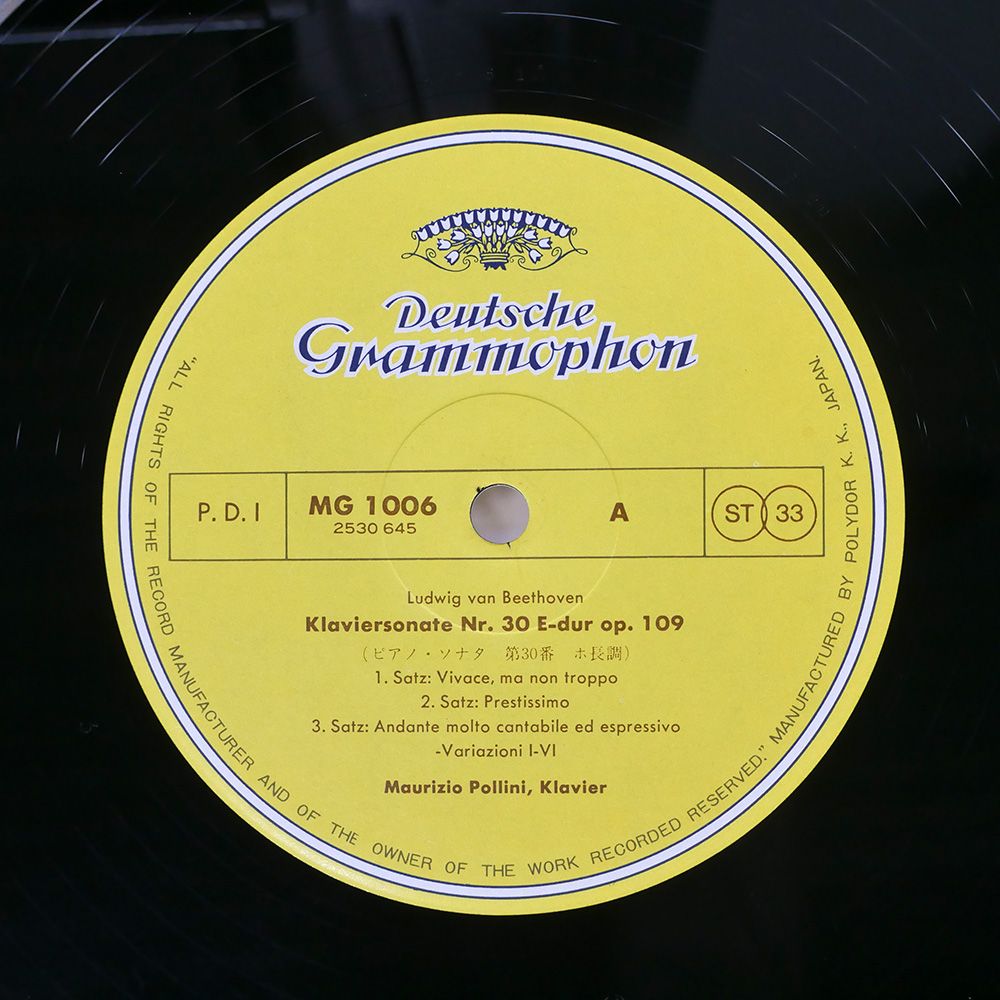 Deutsche
Grammophon
P. D. I
MG 1006
2530 645
A
ST 33
Ludwig van Beethoven
Klaviersonate Nr. 30 E-dur op. 109
(ピアノ・ソナタ 第30番 ホ長調)
1. Satz: Vivace, ma non troppo
2. Satz: Prestissimo
3. Satz: Andante molto cantabile ed espressivo
-Variazioni I-VI
Maurizio Pollini, Klavier
"ALL RIGHTS OF THE RECORD MANUFACTURER AND OF THE OWNER OF THE WORK RECORDED RESERVED." MANUFACTURED BY POLYDOR K. K., JAPAN.